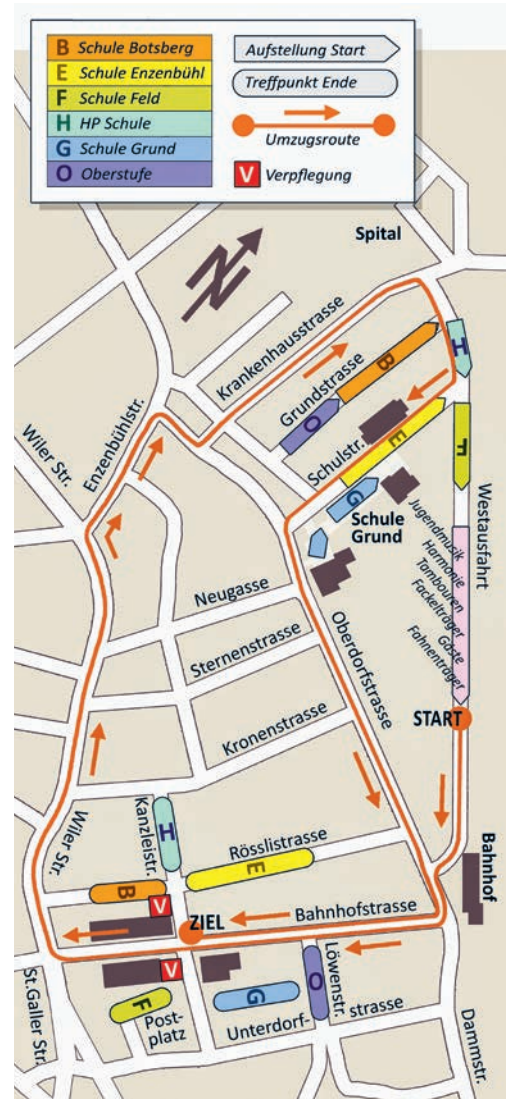 B Schule Botsberg
E Schule Enzenbühl
F Schule Feld
H HP Schule
G Schule Grund
O Oberstufe
Aufstellung Start
Treffpunkt Ende
Umzugsroute
V Verpflegung
Spital
Krankenhausstrasse
Grundstrasse
B
H
O
Schulstr.
E
F
G
Schule
Grund
Westausfahrt
Jugendmusik
Harmonie
Tambouren
Fackelträger
Gäste
Fahnenträger
START
Wiler Str.
Enzenbühlstr.
Neugasse
Sternenstrasse
Oberdorfstrasse
Kronenstrasse
Wiler Str.
Kanzleistr.
H
Rösslistrasse
E
B
V
ZIEL
Bahnhofstrasse
Bahnhof
V
St.Galler Str.
F
Post-
platz
G
Löwenstr.
O
Unterdorf-
strasse
Dammstr.